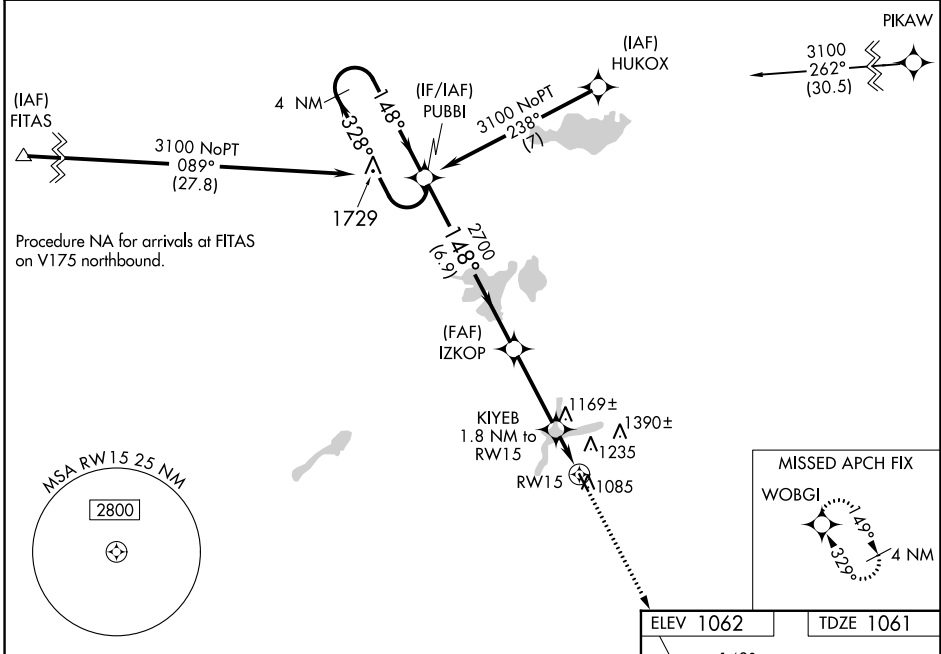 PIKAW
3100
262°
(30.5)
(IAF)
HUKOX
(IF/IAF)
PUBBI
4 NM
148°
328°
3100 NoPT
238°
(7)
(IAF)
FITAS
3100 NoPT
089°
(27.8)
1729
Procedure NA for arrivals at FITAS
on V175 northbound.
2700
148°
(6.9)
(FAF)
IZKOP
KIYEB
1.8 NM to
RW15
1169±
1390±
1235
RW15
1085
MSA RW15 25 NM
2800
MISSED APCH FIX
WOBGI
149°
329°
4 NM
ELEV 1062
TDZE 1061